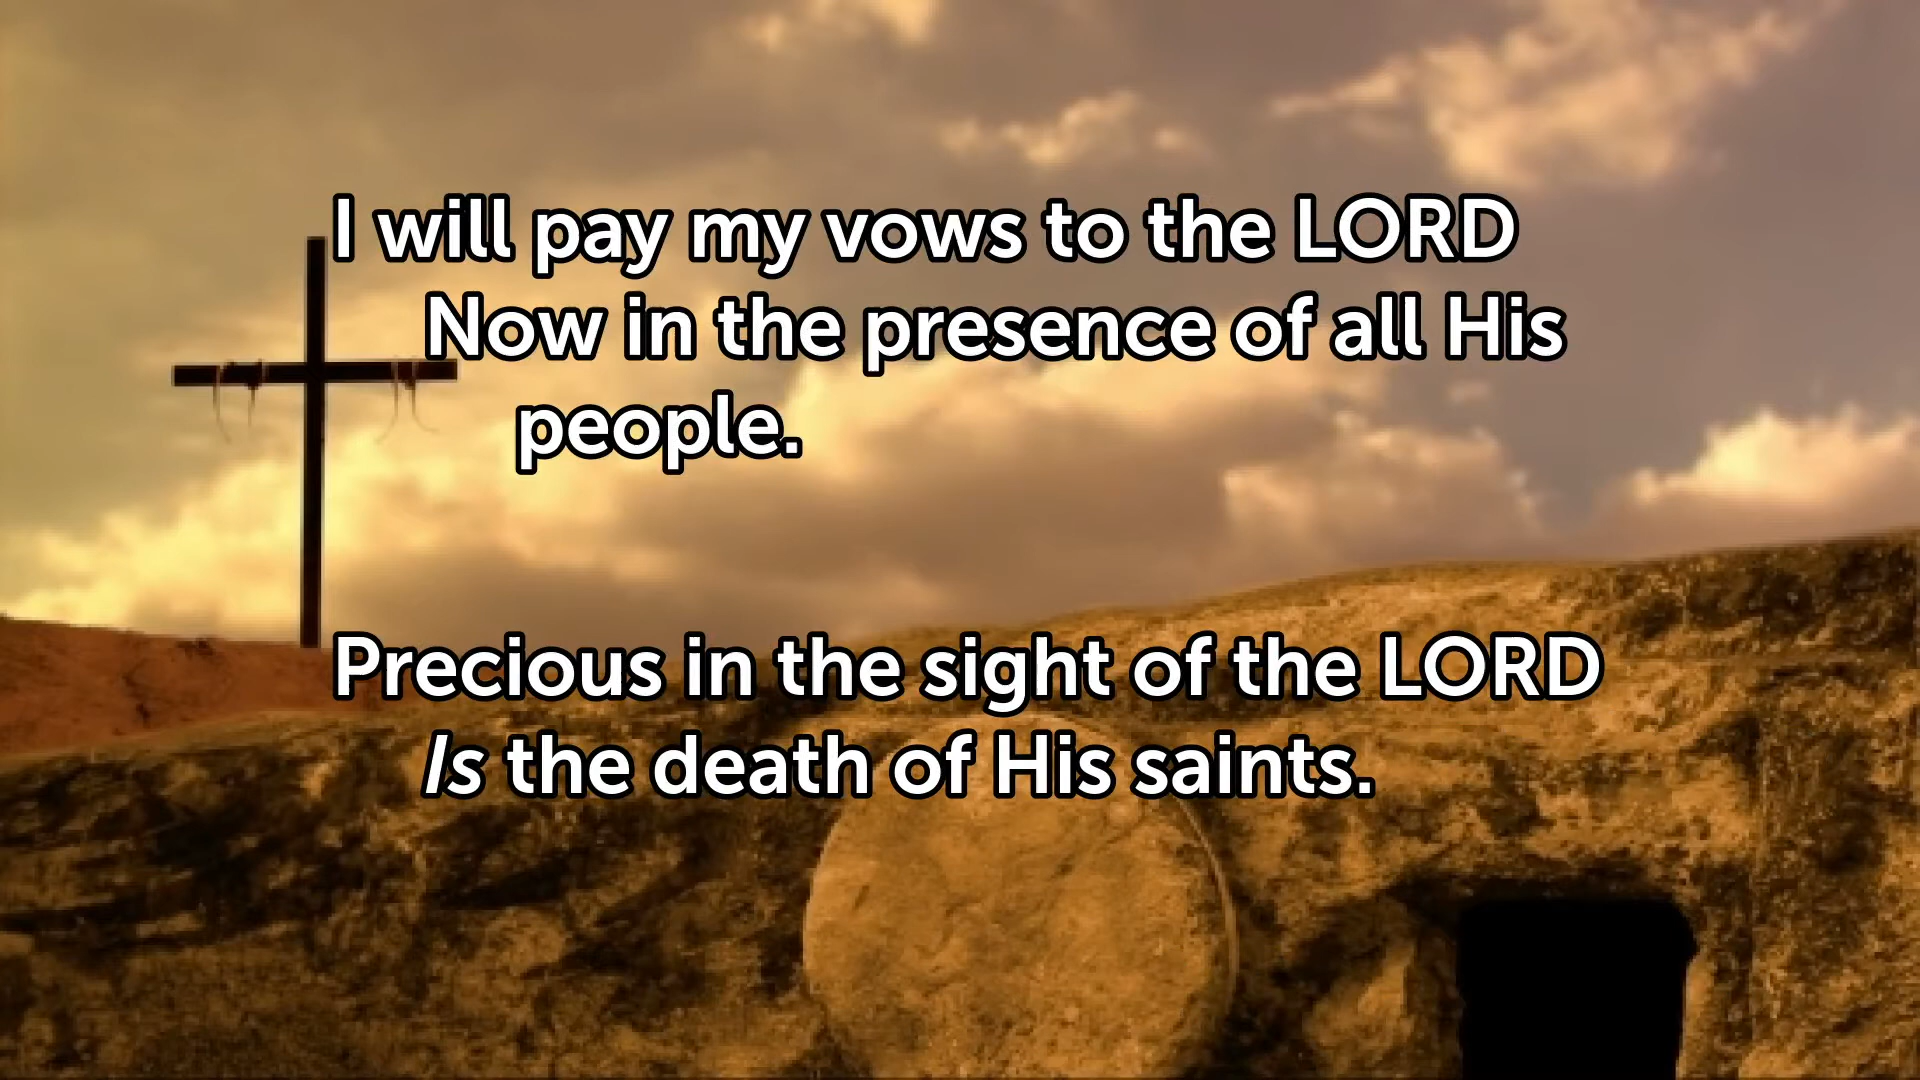 I will pay my vows to the LORD
Now in the presence of all His
people.
Precious in the sight of the LORD
Is the death of His saints.